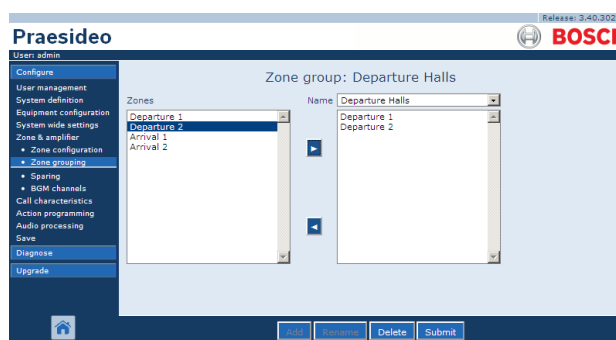 Release: 3.40.302
Praesideo
BOSCH
User: admin
Configure
User management
System definition
Equipment configuration
System wide settings
Zone & amplifier
• Zone configuration
• Zone grouping
• Sparing
• BGM channels
Call characteristics
Action programming
Audio processing
Save
Diagnose
Upgrade
Zone group: Departure Halls
Zones
Departure 1
Departure 2
Arrival 1
Arrival 2
Name Departure Halls
Departure 1
Departure 2
Add Rename Delete Submit